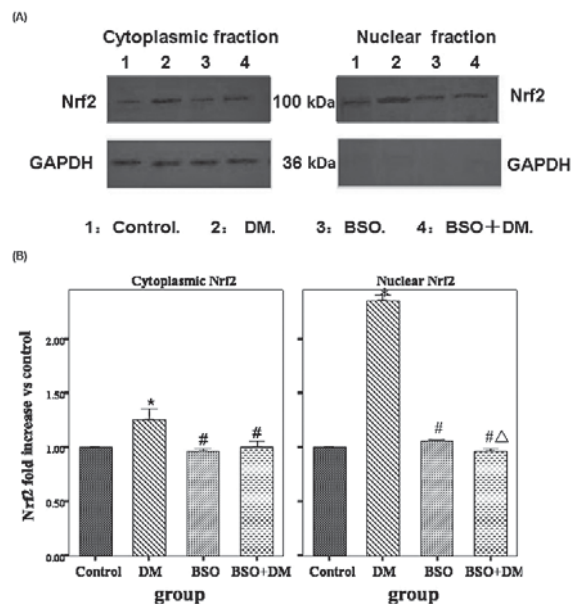 (A)
Cytoplasmic fraction Nuclear fraction
1 2 3 4 1 2 3 4
Nrf2 100 kDa Nrf2
GAPDH 36 kDa GAPDH
1: Control. 2: DM. 3: BSO. 4: BSO+DM.
(B)
Cytoplasmic Nrf2 Nuclear Nrf2
Nrf2 fold increase vs control
2.00
1.50
1.00
0.50
0.00
* # # * # #△
Control DM BSO BSO+DM Control DM BSO BSO+DM
group group